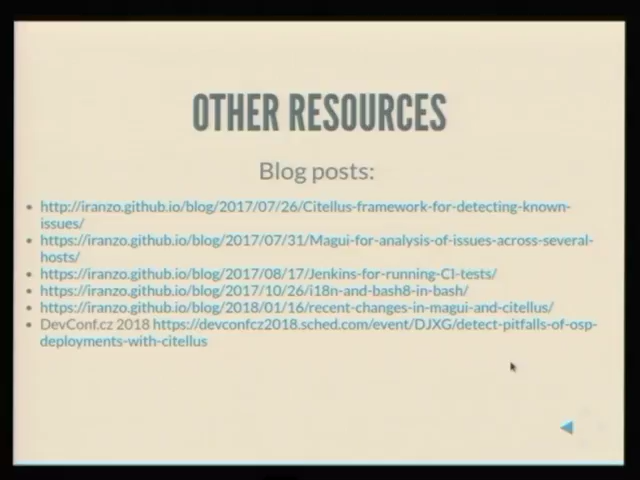 OTHER RESOURCES
Blog posts:
http://iranzo.github.io/blog/2017/07/26/Citellus-framework-for-detecting-known-
issues/
https://iranzo.github.io/blog/2017/07/31/Magui-for-analysis-of-issues-across-several-
hosts/
https://iranzo.github.io/blog/2017/08/17/Jenkins-for-running-CI-tests/
https://iranzo.github.io/blog/2017/10/26/i18n-and-bash8-in-bash/
https://iranzo.github.io/blog/2018/01/16/recent-changes-in-magui-and-citellus/
DevConf.cz 2018 https://devconfcz2018.sched.com/event/DJXG/detect-pitfalls-of-osp-
deployments-with-citellus